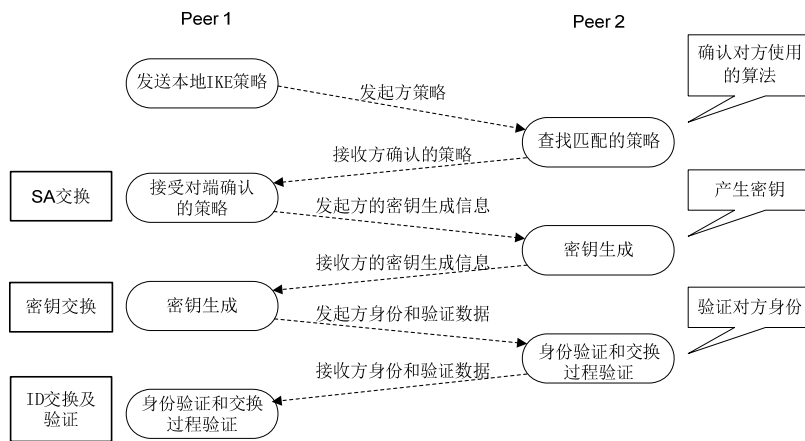 Peer 1
Peer 2
发送本地IKE策略
确认对方使用
的算法
发起方策略
查找匹配的策略
接收方确认的策略
SA交换
接受对端确认
的策略
产生密钥
发起方的密钥生成信息
密钥生成
接收方的密钥生成信息
密钥交换
密钥生成
验证对方身份
发起方身份和验证数据
身份验证和交换
过程验证
接收方身份和验证数据
ID交换及
验证
身份验证和交换
过程验证